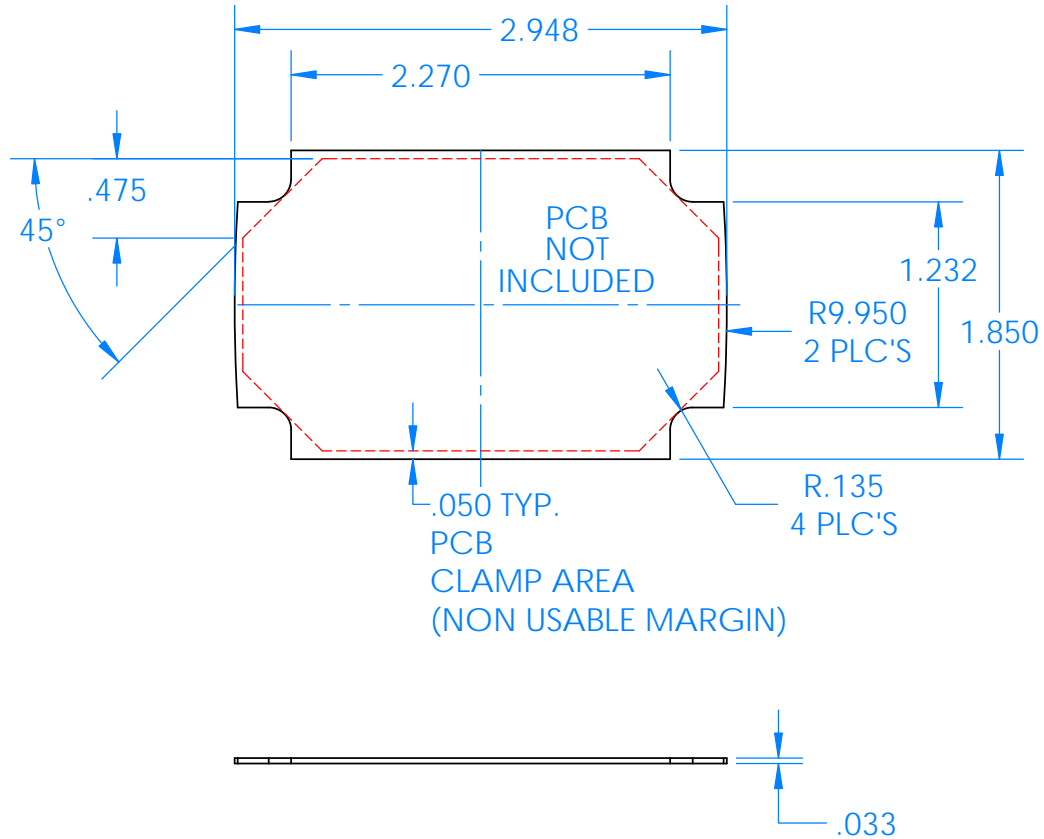 2.948
2.270
.475
45°
PCB
NOT
INCLUDED
1.232
R9.950
2 PLC'S
1.850
R.135
4 PLC'S
.050 TYP.
PCB
CLAMP AREA
(NON USABLE MARGIN)
.033